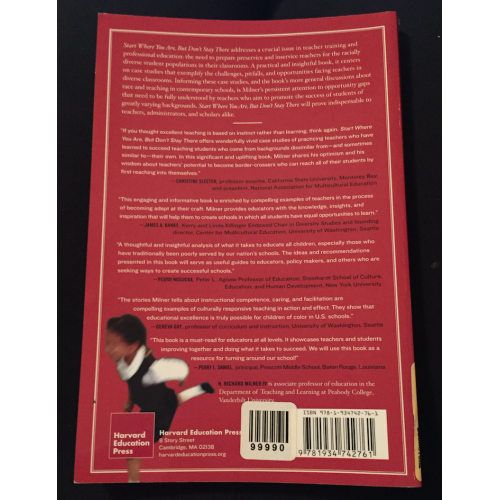 Start Where You Are, But Don't Stay There addresses a crucial issue in teacher training and
professional education: the need to prepare preservice and inservice teachers for the racially
diverse student populations in their classrooms. A practical and insightful book, it centers
on case studies that exemplify the challenges, pitfalls, and opportunities facing teachers in
diverse classrooms. Informing these case studies, and the book's more general discussions about
race and teaching in contemporary schools, is Milner's persistent attention to opportunity gaps
that need to be fully understood by teachers who aim to promote the success of students of
greatly varying backgrounds. Start Where You Are, But Don't Stay There will prove indispensable to
teachers, administrators, and scholars alike.
"If you thought excellent teaching is based on instinct rather than learning, think again. Start Where
You Are, But Don't Stay There offers wonderfully vivid case studies of practicing teachers who have
learned to succeed teaching students who come from backgrounds dissimilar from—and sometimes
similar to—their own. In this significant and uplifting book, Milner shares his optimism and his
wisdom about teachers' potential to become border-crossers who can reach all of their students by
first reaching into themselves."
—CHRISTINE SLEETER, professor emerita, California State University, Monterey Bay,
and president, National Association for Multicultural Education
"This engaging and informative book is enriched by compelling examples of teachers in the process
of becoming adept at their craft. Milner provides educators with the knowledge, insights, and
inspiration that will help them to create schools in which all students have equal opportunities to learn."
—JAMES A. BANKS, Kerry and Linda Killinger Endowed Chair in Diversity Studies and founding
director, Center for Multicultural Education, University of Washington, Seattle
"A thoughtful and insightful analysis of what it takes to educate all children, especially those who
have traditionally been poorly served by our nation's schools. The ideas and recommendations
presented in this book will serve as useful guides to educators, policy makers, and others who are
seeking ways to create successful schools."
—PEDRO NOGUERA, Peter L. Agnew Professor of Education, Steinhardt School of Culture,
Education, and Human Development, New York University
"The stories Milner tells about instructional competence, caring, and facilitation are
compelling examples of culturally responsive teaching in action and effect. They show that
educational excellence is truly possible for children of color in U.S. schools."
—GENEVA GAY, professor of curriculum and instruction, University of Washington, Seattle
"This book is a must-read for educators at all levels. It showcases teachers and students
improving together and doing what it takes to succeed. We will use this book as a
resource for turning around our school!"
—PERRY L. DANIEL, principal, Prescott Middle School, Baton Rouge, Louisiana
H. RICHARD MILNER IV is associate professor of education in the
Department of Teaching and Learning at Peabody College,
Vanderbilt University.
Harvard
Education
Press
Harvard Education Press
8 Story Street
Cambridge, MA 02138
harvardeducationpress.org
99990
ISBN 978-1-934742-76-1
9 781934 742761